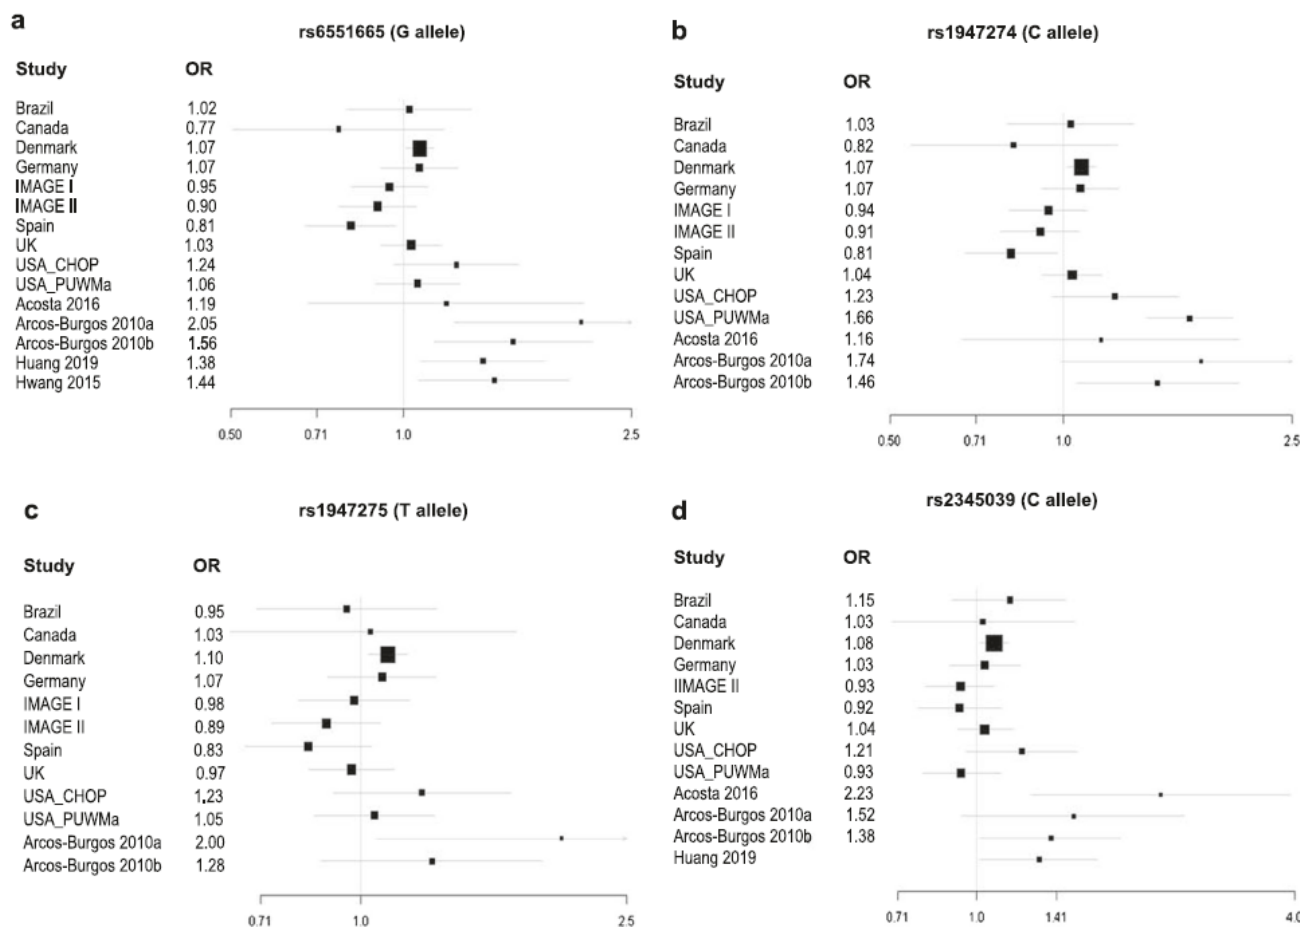 a
rs6551665 (G allele)
Study OR
Brazil 1.02
Canada 0.77
Denmark 1.07
Germany 1.07
IMAGE I 0.95
IMAGE II 0.90
Spain 0.81
UK 1.03
USA_CHOP 1.24
USA_PUWMa 1.06
Acosta 2016 1.19
Arcos-Burgos 2010a 2.05
Arcos-Burgos 2010b 1.56
Huang 2019 1.38
Hwang 2015 1.44
0.50 0.71 1.0 2.5
b
rs1947274 (C allele)
Study OR
Brazil 1.03
Canada 0.82
Denmark 1.07
Germany 1.07
IMAGE I 0.94
IMAGE II 0.91
Spain 0.81
UK 1.04
USA_CHOP 1.23
USA_PUWMa 1.66
Acosta 2016 1.16
Arcos-Burgos 2010a 1.74
Arcos-Burgos 2010b 1.46
0.50 0.71 1.0 2.5
c
rs1947275 (T allele)
Study OR
Brazil 0.95
Canada 1.03
Denmark 1.10
Germany 1.07
IMAGE I 0.98
IMAGE II 0.89
Spain 0.83
UK 0.97
USA_CHOP 1.23
USA_PUWMa 1.05
Arcos-Burgos 2010a 2.00
Arcos-Burgos 2010b 1.28
0.71 1.0 2.5
d
rs2345039 (C allele)
Study OR
Brazil 1.15
Canada 1.03
Denmark 1.08
Germany 1.03
IIMAGE II 0.93
Spain 0.92
UK 1.04
USA_CHOP 1.21
USA_PUWMa 0.93
Acosta 2016 2.23
Arcos-Burgos 2010a 1.52
Arcos-Burgos 2010b 1.38
Huang 2019
0.71 1.0 1.41 4.0